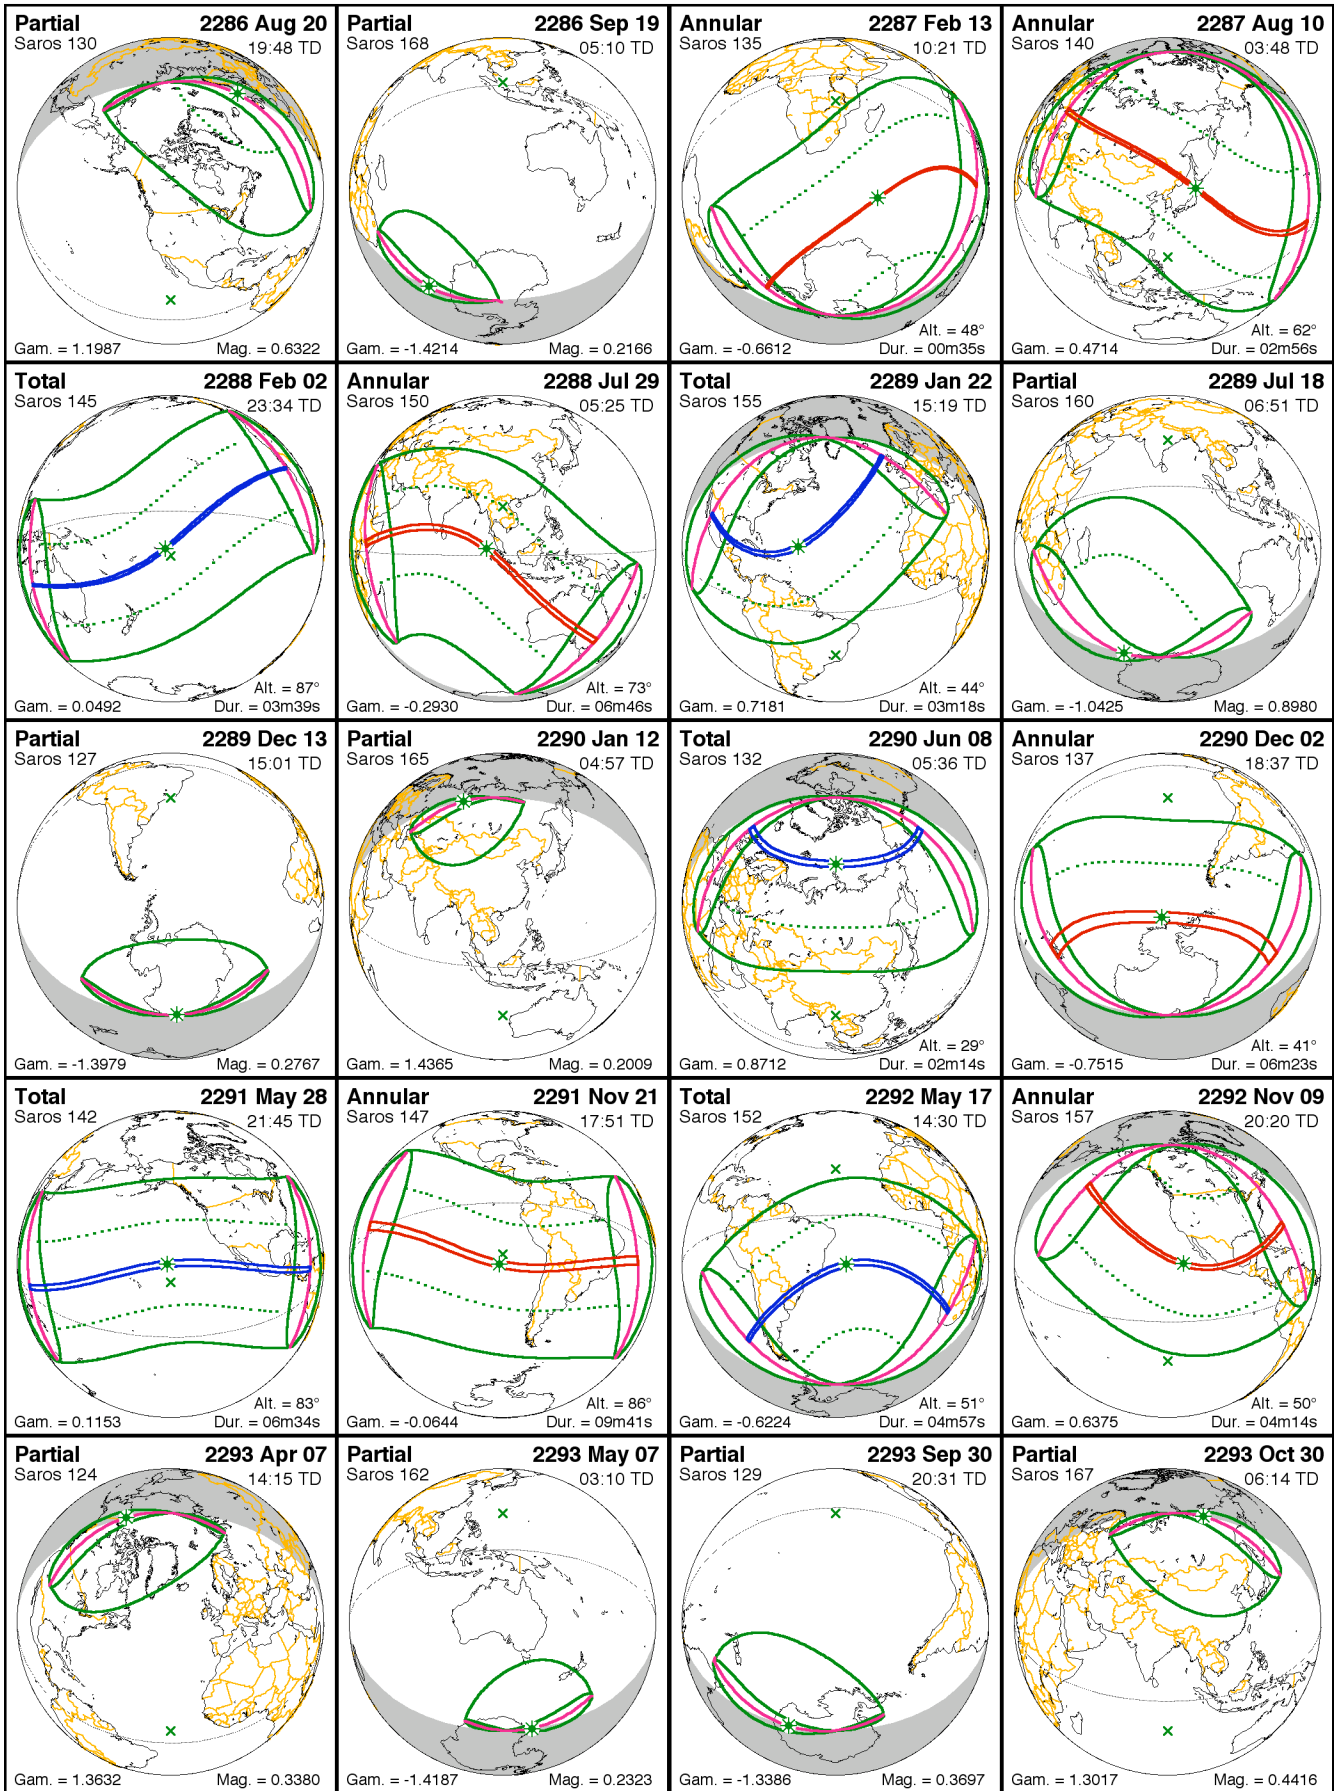 Partial 2286 Aug 20
Saros 130 19:48 TD
Gam. = 1.1987 Mag. = 0.6322
Partial 2286 Sep 19
Saros 168 05:10 TD
Gam. = -1.4214 Mag. = 0.2166
Annular 2287 Feb 13
Saros 135 10:21 TD
Alt. = 48°
Gam. = -0.6612 Dur. = 00m35s
Annular 2287 Aug 10
Saros 140 03:48 TD
Alt. = 62°
Gam. = 0.4714 Dur. = 02m56s
Total 2288 Feb 02
Saros 145 23:34 TD
Alt. = 87°
Gam. = 0.0492 Dur. = 03m39s
Annular 2288 Jul 29
Saros 150 05:25 TD
Alt. = 73°
Gam. = -0.2930 Dur. = 06m46s
Total 2289 Jan 22
Saros 155 15:19 TD
Alt. = 44°
Gam. = 0.7181 Dur. = 03m18s
Partial 2289 Jul 18
Saros 160 06:51 TD
Gam. = -1.0425 Mag. = 0.8980
Partial 2289 Dec 13
Saros 127 15:01 TD
Gam. = -1.3979 Mag. = 0.2767
Partial 2290 Jan 12
Saros 165 04:57 TD
Gam. = 1.4365 Mag. = 0.2009
Total 2290 Jun 08
Saros 132 05:36 TD
Alt. = 29°
Gam. = 0.8712 Dur. = 02m14s
Annular 2290 Dec 02
Saros 137 18:37 TD
Alt. = 41°
Gam. = -0.7515 Dur. = 06m23s
Total 2291 May 28
Saros 142 21:45 TD
Alt. = 83°
Gam. = 0.1153 Dur. = 06m34s
Annular 2291 Nov 21
Saros 147 17:51 TD
Alt. = 86°
Gam. = -0.0644 Dur. = 09m41s
Total 2292 May 17
Saros 152 14:30 TD
Alt. = 51°
Gam. = -0.6224 Dur. = 04m57s
Annular 2292 Nov 09
Saros 157 20:20 TD
Alt. = 50°
Gam. = 0.6375 Dur. = 04m14s
Partial 2293 Apr 07
Saros 124 14:15 TD
Gam. = 1.3632 Mag. = 0.3380
Partial 2293 May 07
Saros 162 03:10 TD
Gam. = -1.4187 Mag. = 0.2323
Partial 2293 Sep 30
Saros 129 20:31 TD
Gam. = -1.3386 Mag. = 0.3697
Partial 2293 Oct 30
Saros 167 06:14 TD
Gam. = 1.3017 Mag. = 0.4416